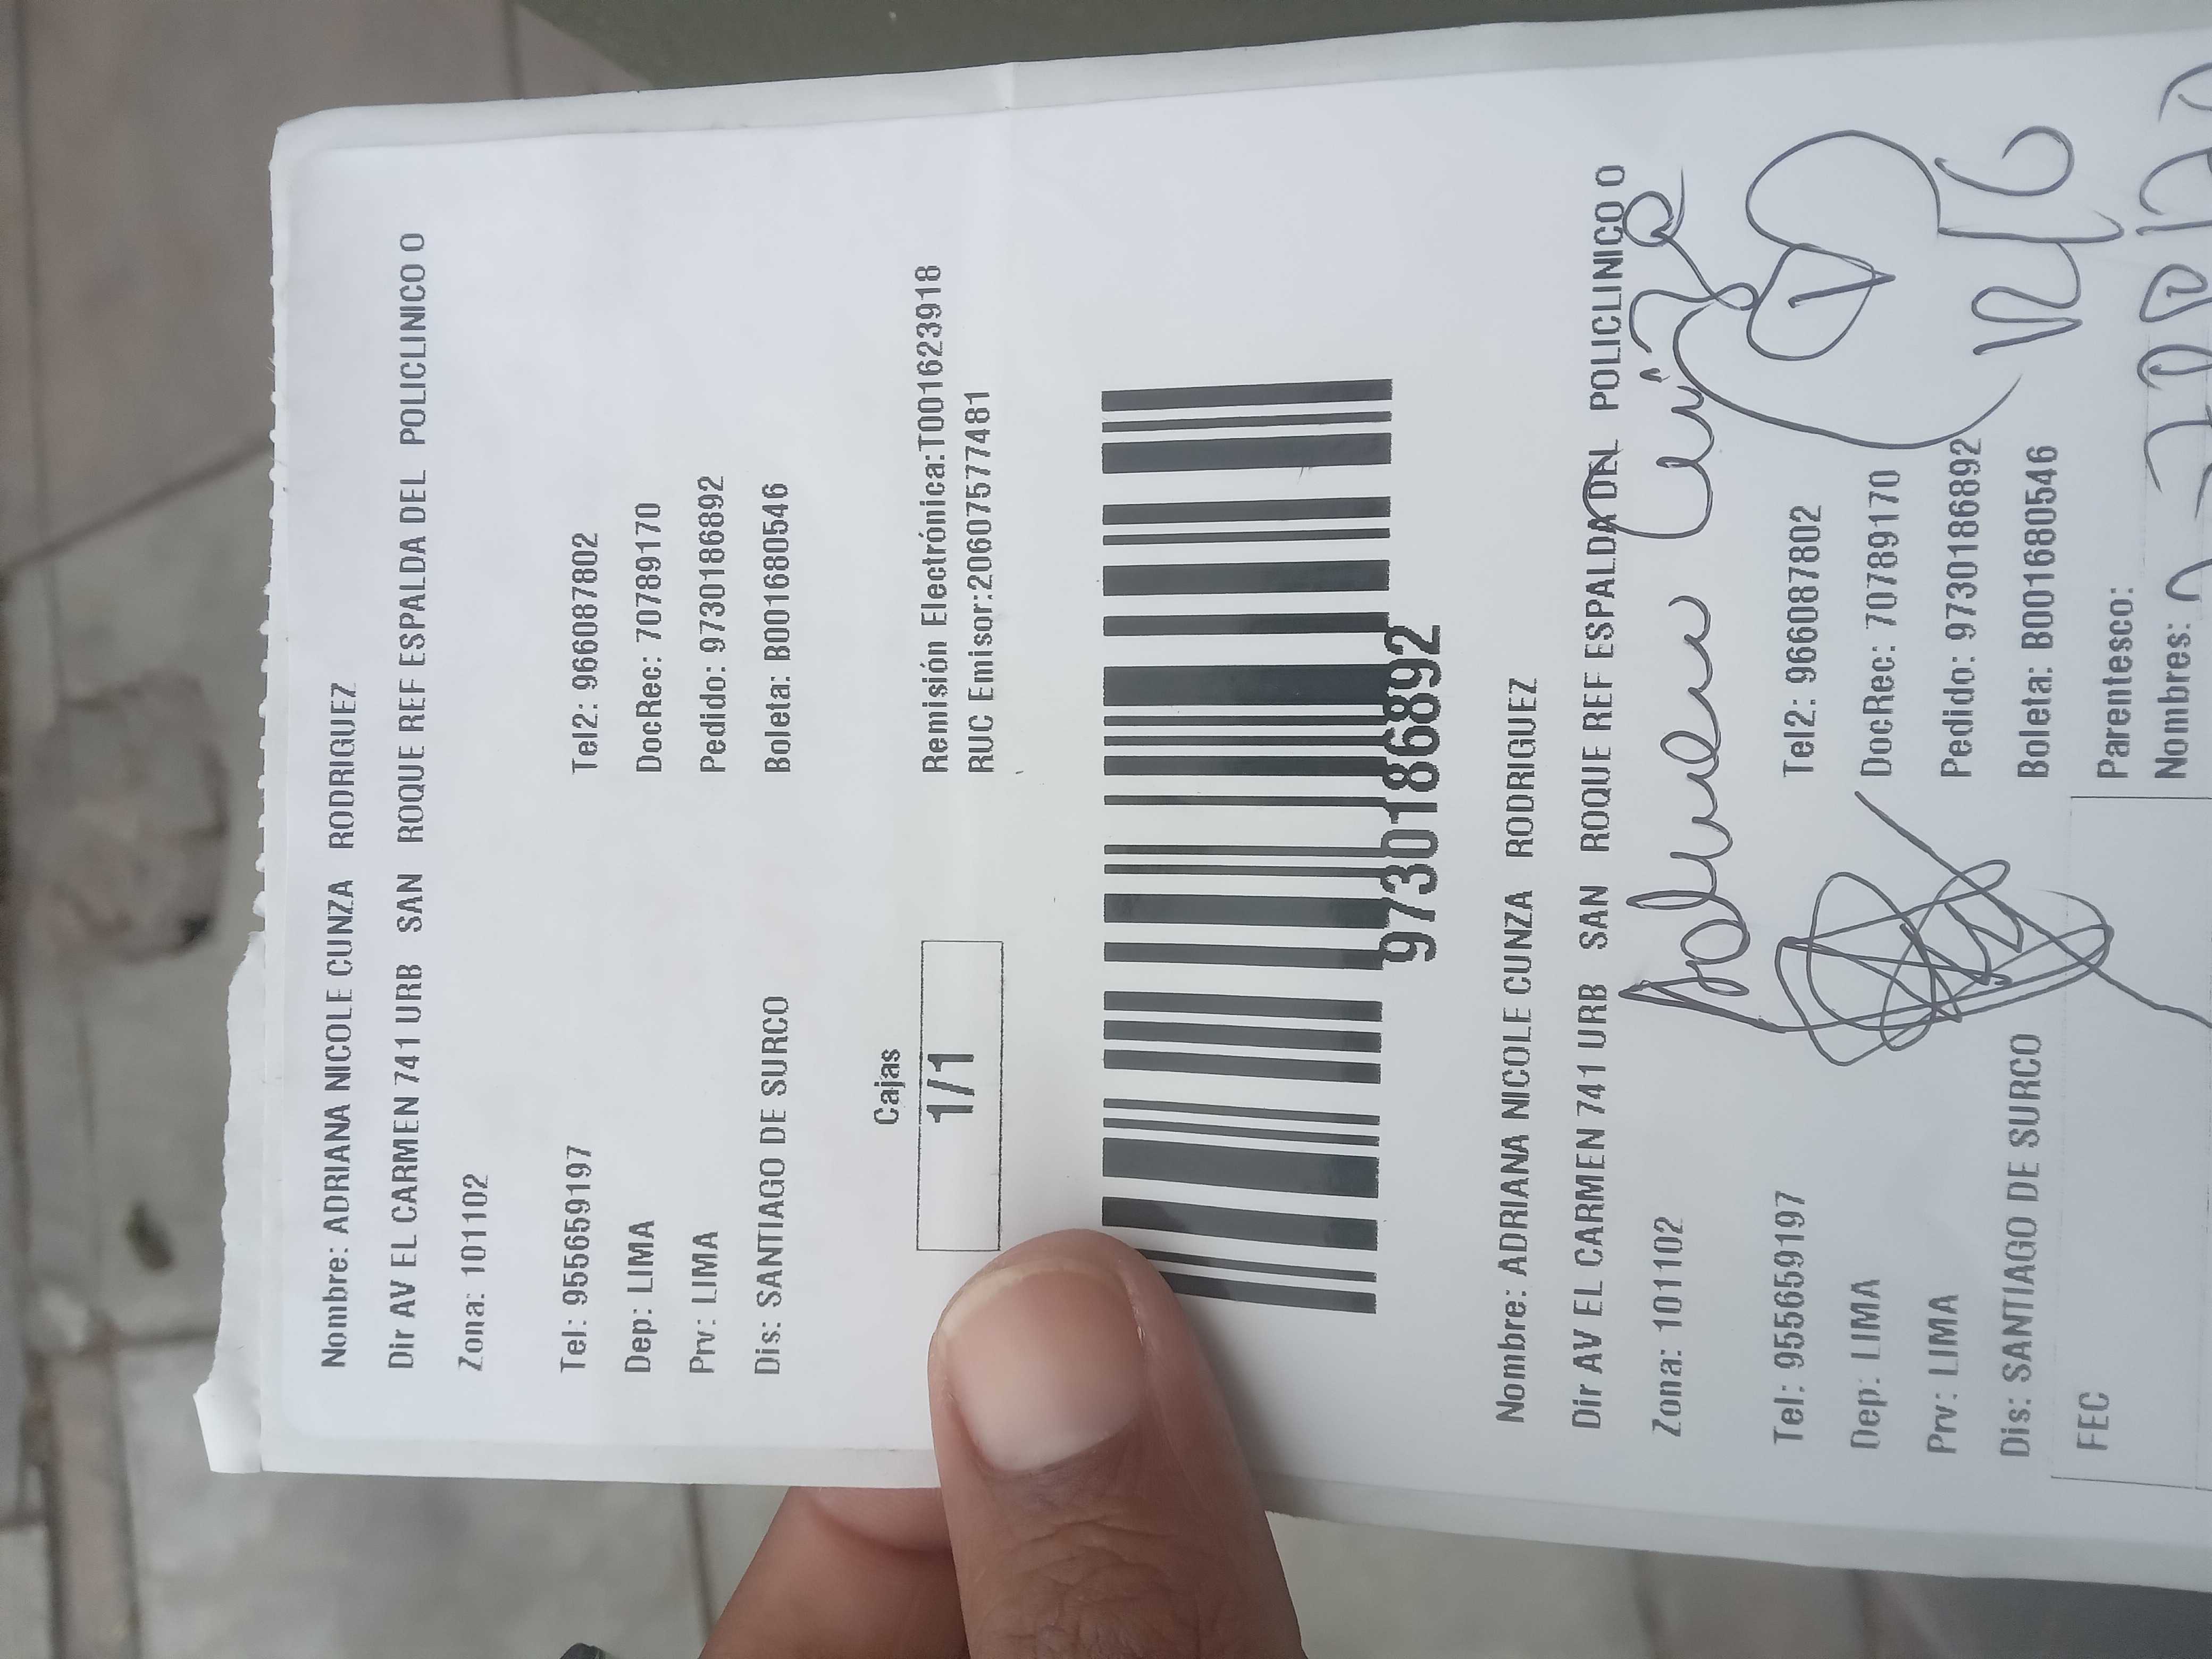 Nombre: ADRIANA NICOLE CUNZA RODRIGUEZ
Dir AV EL CARMEN 741 URB SAN ROQUE REF ESPALDA DEL POLICLINICO O
Zona: 101102
Tel: 955659197 Tel2: 966087802
Dep: LIMA DocRec: 70789170
Prv: LIMA Pedido: 9730186892
Dis: SANTIAGO DE SURCO Boleta: B001680546
Cajas
1/1
Remisión Electrónica:T001623918
RUC Emisor:20607577481
9730186892
Nombre: ADRIANA NICOLE CUNZA RODRIGUEZ
Dir AV EL CARMEN 741 URB SAN ROQUE REF ESPALDA DEL POLICLINICO O
Zona: 101102
Tel: 955659197 Tel2: 966087802
Dep: LIMA DocRec: 70789170
Prv: LIMA Pedido: 9730186892
Dis: SANTIAGO DE SURCO Boleta: B001680546
FEC Parentesco:
Nombres: